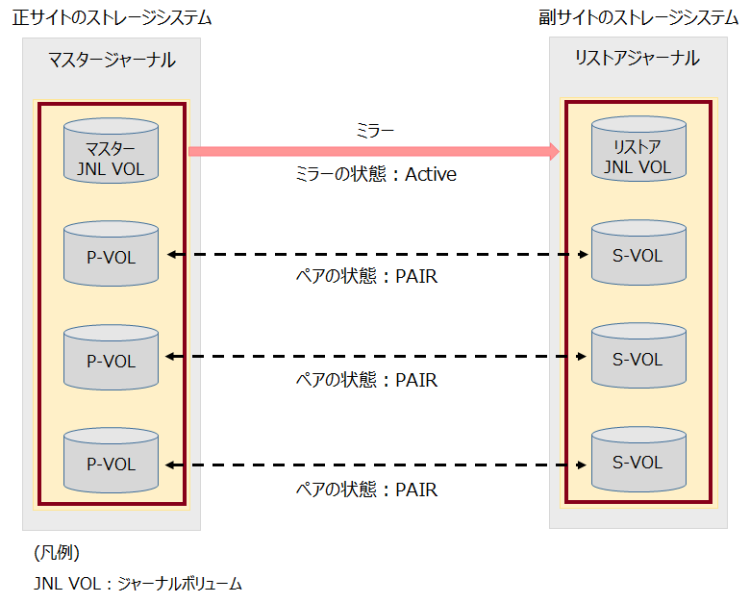 正サイトのストレージシステム
副サイトのストレージシステム
マスタージャーナル
リストアジャーナル
マスター
JNL VOL
ミラー
ミラーの状態：Active
リストア
JNL VOL
P-VOL
ペアの状態：PAIR
S-VOL
P-VOL
ペアの状態：PAIR
S-VOL
P-VOL
ペアの状態：PAIR
S-VOL
(凡例)
JNL VOL：ジャーナルボリューム